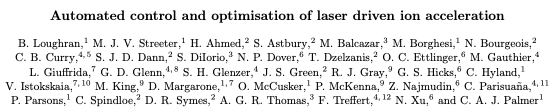 Automated control and optimisation of laser driven ion acceleration
B. Loughran,1 M. J. V. Streeter,1 H. Ahmed,2 S. Astbury,2 M. Balcazar,3 M. Borghesi,1 N. Bourgeois,2
C. B. Curry,4,5 S. J. D. Dann,2 S. DiIorio,3 N. P. Dover,6 T. Dzelzanis,2 O. C. Ettlinger,6 M. Gauthier,4
L. Giuffrida,7 G. D. Glenn,4,8 S. H. Glenzer,4 J. S. Green,2 R. J. Gray,9 G. S. Hicks,6 C. Hyland,1
V. Istokskaia,7,10 M. King,9 D. Margarone,1,7 O. McCusker,1 P. McKenna,9 Z. Najmudin,6 C. Parisuaña,4,11
P. Parsons,1 C. Spindloe,2 D. R. Symes,2 A. G. R. Thomas,3 F. Treffert,4,12 N. Xu,6 and C. A. J. Palmer1